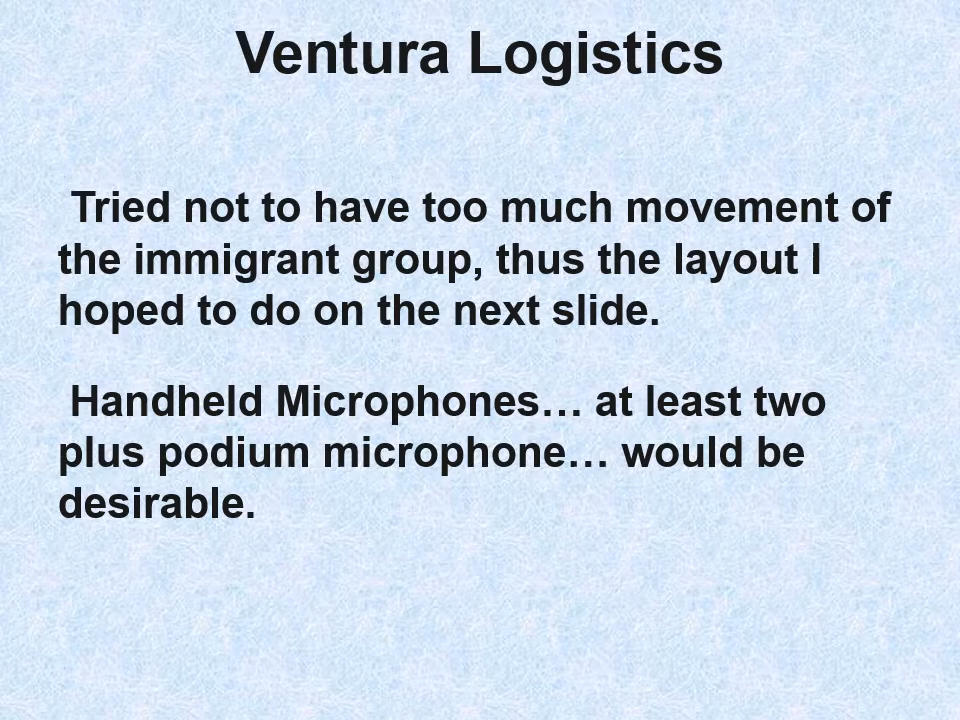 Ventura Logistics
Tried not to have too much movement of
the immigrant group, thus the layout I
hoped to do on the next slide.
Handheld Microphones… at least two
plus podium microphone… would be
desirable.